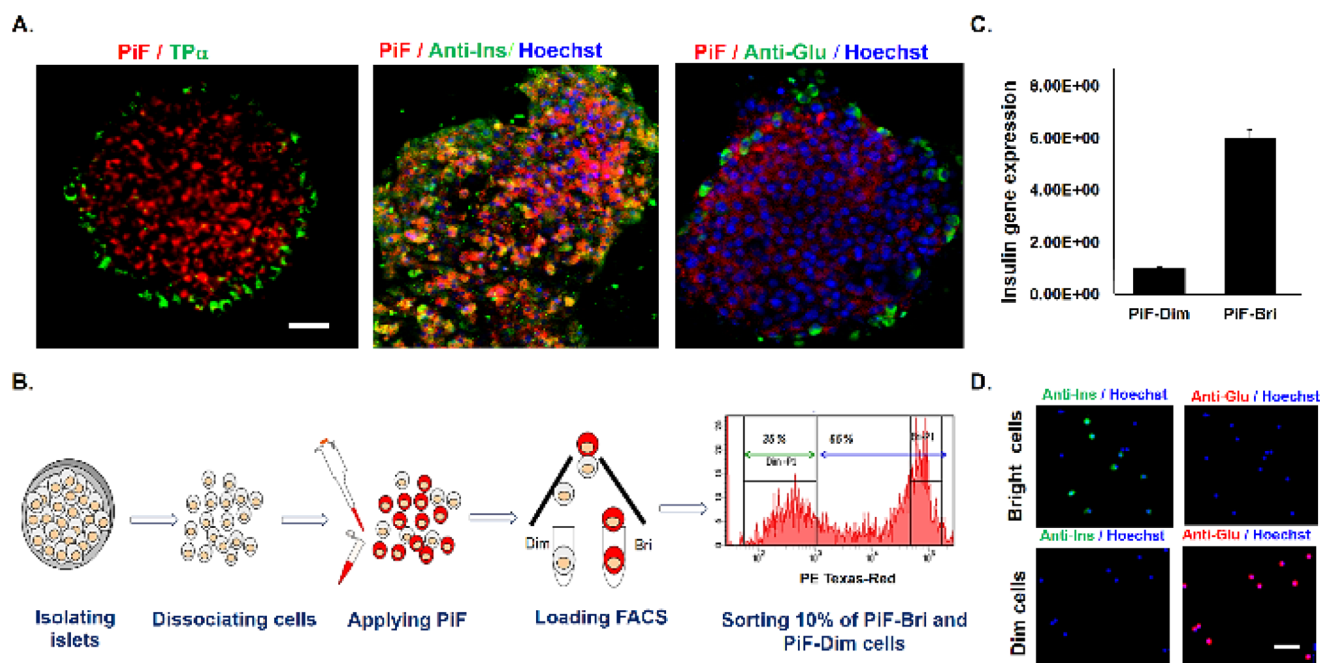 A.
PiF / TPα
PiF / Anti-Ins/ Hoechst
PiF / Anti-Glu / Hoechst
C.
Insulin gene expression
8.00E+00
6.00E+00
4.00E+00
2.00E+00
0.00E+00
PiF-Dim
PiF-Bri
B.
Dim
Bri
35 %
Dim-P1
PE Texas-Red
Isolating
islets
Dissociating cells
Applying PiF
Loading FACS
Sorting 10% of PiF-Bri and
PiF-Dim cells
D.
Anti-Ins / Hoechst
Anti-Glu / Hoechst
Bright cells
Anti-Ins / Hoechst
Anti-Glu / Hoechst
Dim cells